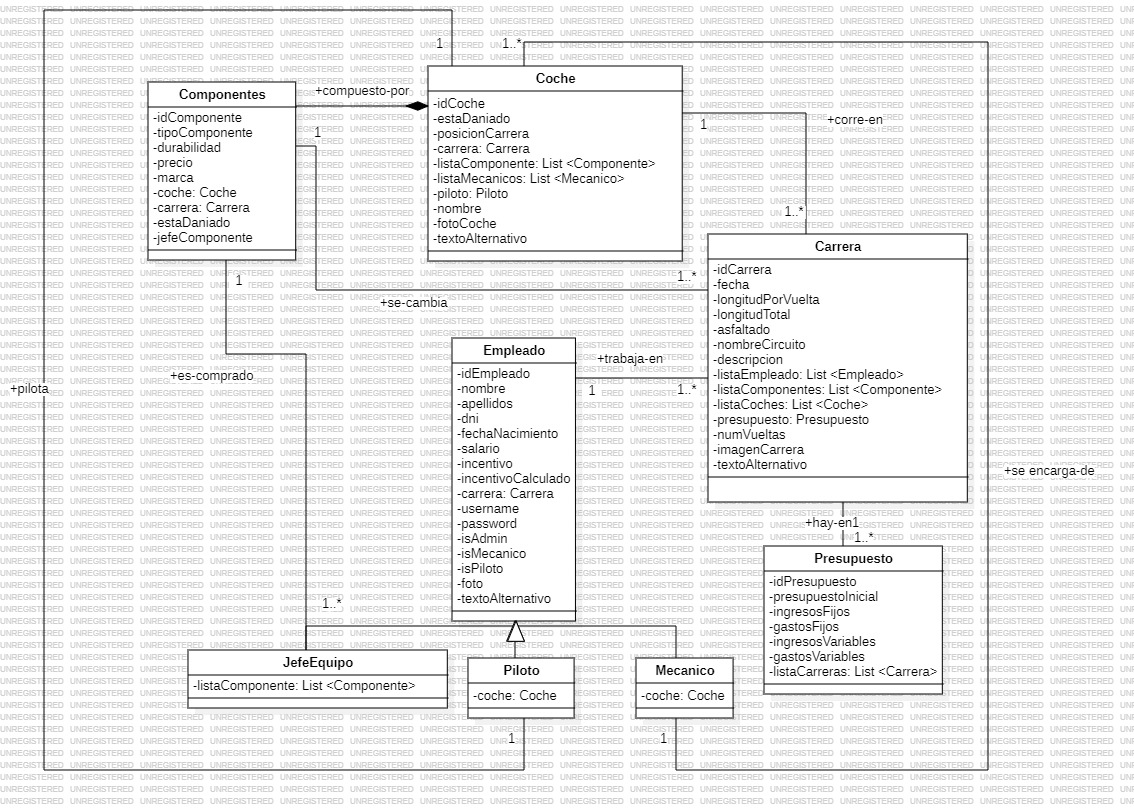 UNREGISTERED
1
1..*
Coche
-idCoche
-estaDaniado
-posicionCarrera
-carrera: Carrera
-listaComponente: List <Componente>
-listaMecanicos: List <Mecanico>
-piloto: Piloto
-nombre
-fotoCoche
-textoAlternativo
Componentes
-idComponente
-tipoComponente
-durabilidad
-precio
-marca
-coche: Coche
-carrera: Carrera
-estaDaniado
-jefeComponente
+compuesto-por
1
1
+corre-en
1..*
Carrera
-idCarrera
-fecha
-longitudPorVuelta
-longitudTotal
-asfaltado
-nombreCircuito
-descripcion
-listaEmpleado: List <Empleado>
-listaComponentes: List <Componente>
-listaCoches: List <Coche>
-presupuesto: Presupuesto
-numVueltas
-imagenCarrera
-textoAlternativo
1
1..*
+se-cambia
Empleado
-idEmpleado
-nombre
-apellidos
-dni
-fechaNacimiento
-salario
-incentivo
-incentivoCalculado
-carrera: Carrera
-username
-password
-isAdmin
-isMecanico
-isPiloto
-foto
-textoAlternativo
+trabaja-en
1
1..*
+es-comprado
+pilota
+se encarga-de
+hay-en1
1..*
Presupuesto
-idPresupuesto
-presupuestoInicial
-ingresosFijos
-gastosFijos
-ingresosVariables
-gastosVariables
-listaCarreras: List <Carrera>
1..*
JefeEquipo
-listaComponente: List <Componente>
Piloto
-coche: Coche
Mecanico
-coche: Coche
1
1